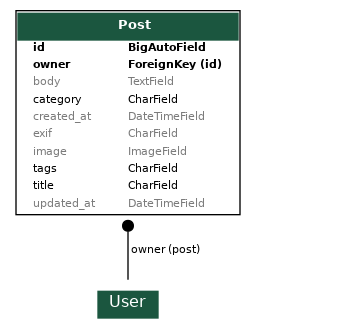 Post
id BigAutoField
owner ForeignKey (id)
body TextField
category CharField
created_at DateTimeField
exif CharField
image ImageField
tags CharField
title CharField
updated_at DateTimeField
owner (post)
User